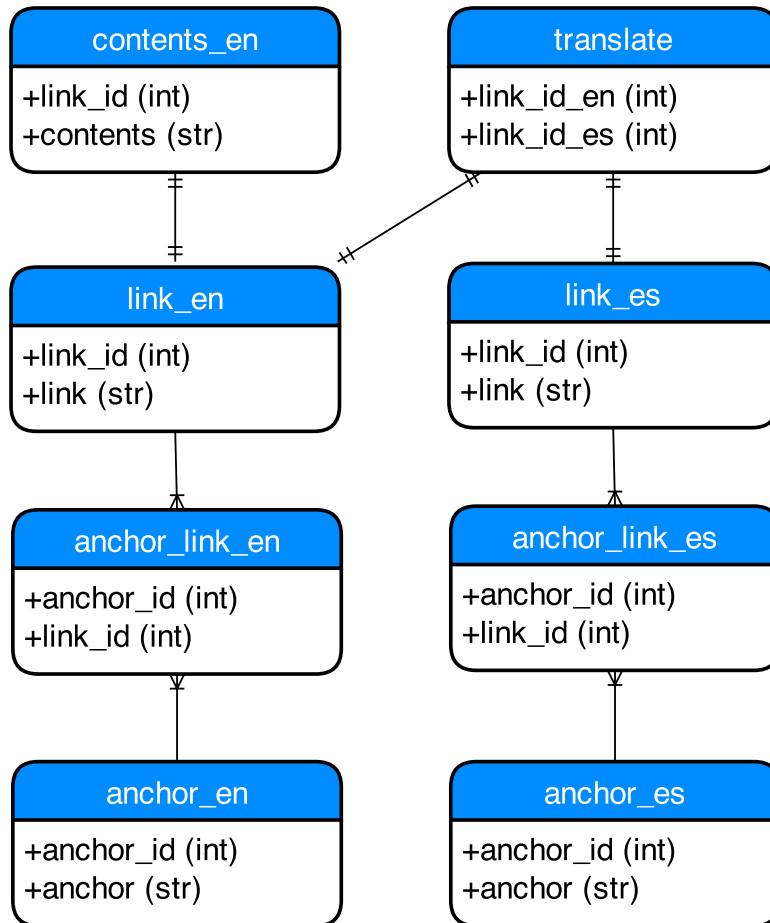 contents_en
+link_id (int)
+contents (str)
translate
+link_id_en (int)
+link_id_es (int)
link_en
+link_id (int)
+link (str)
link_es
+link_id (int)
+link (str)
anchor_link_en
+anchor_id (int)
+link_id (int)
anchor_link_es
+anchor_id (int)
+link_id (int)
anchor_en
+anchor_id (int)
+anchor (str)
anchor_es
+anchor_id (int)
+anchor (str)